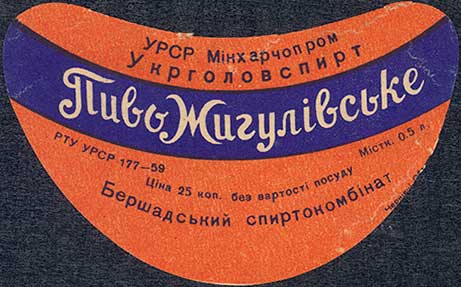 УРСР Мінхарчопром
Укрголовспирт
Пиво Жигулівське
РТУ УРСР 177—59
Містк. 0,5 л.
Ціна 25 коп. без вартості посуду
Бершадський спиртокомбінат